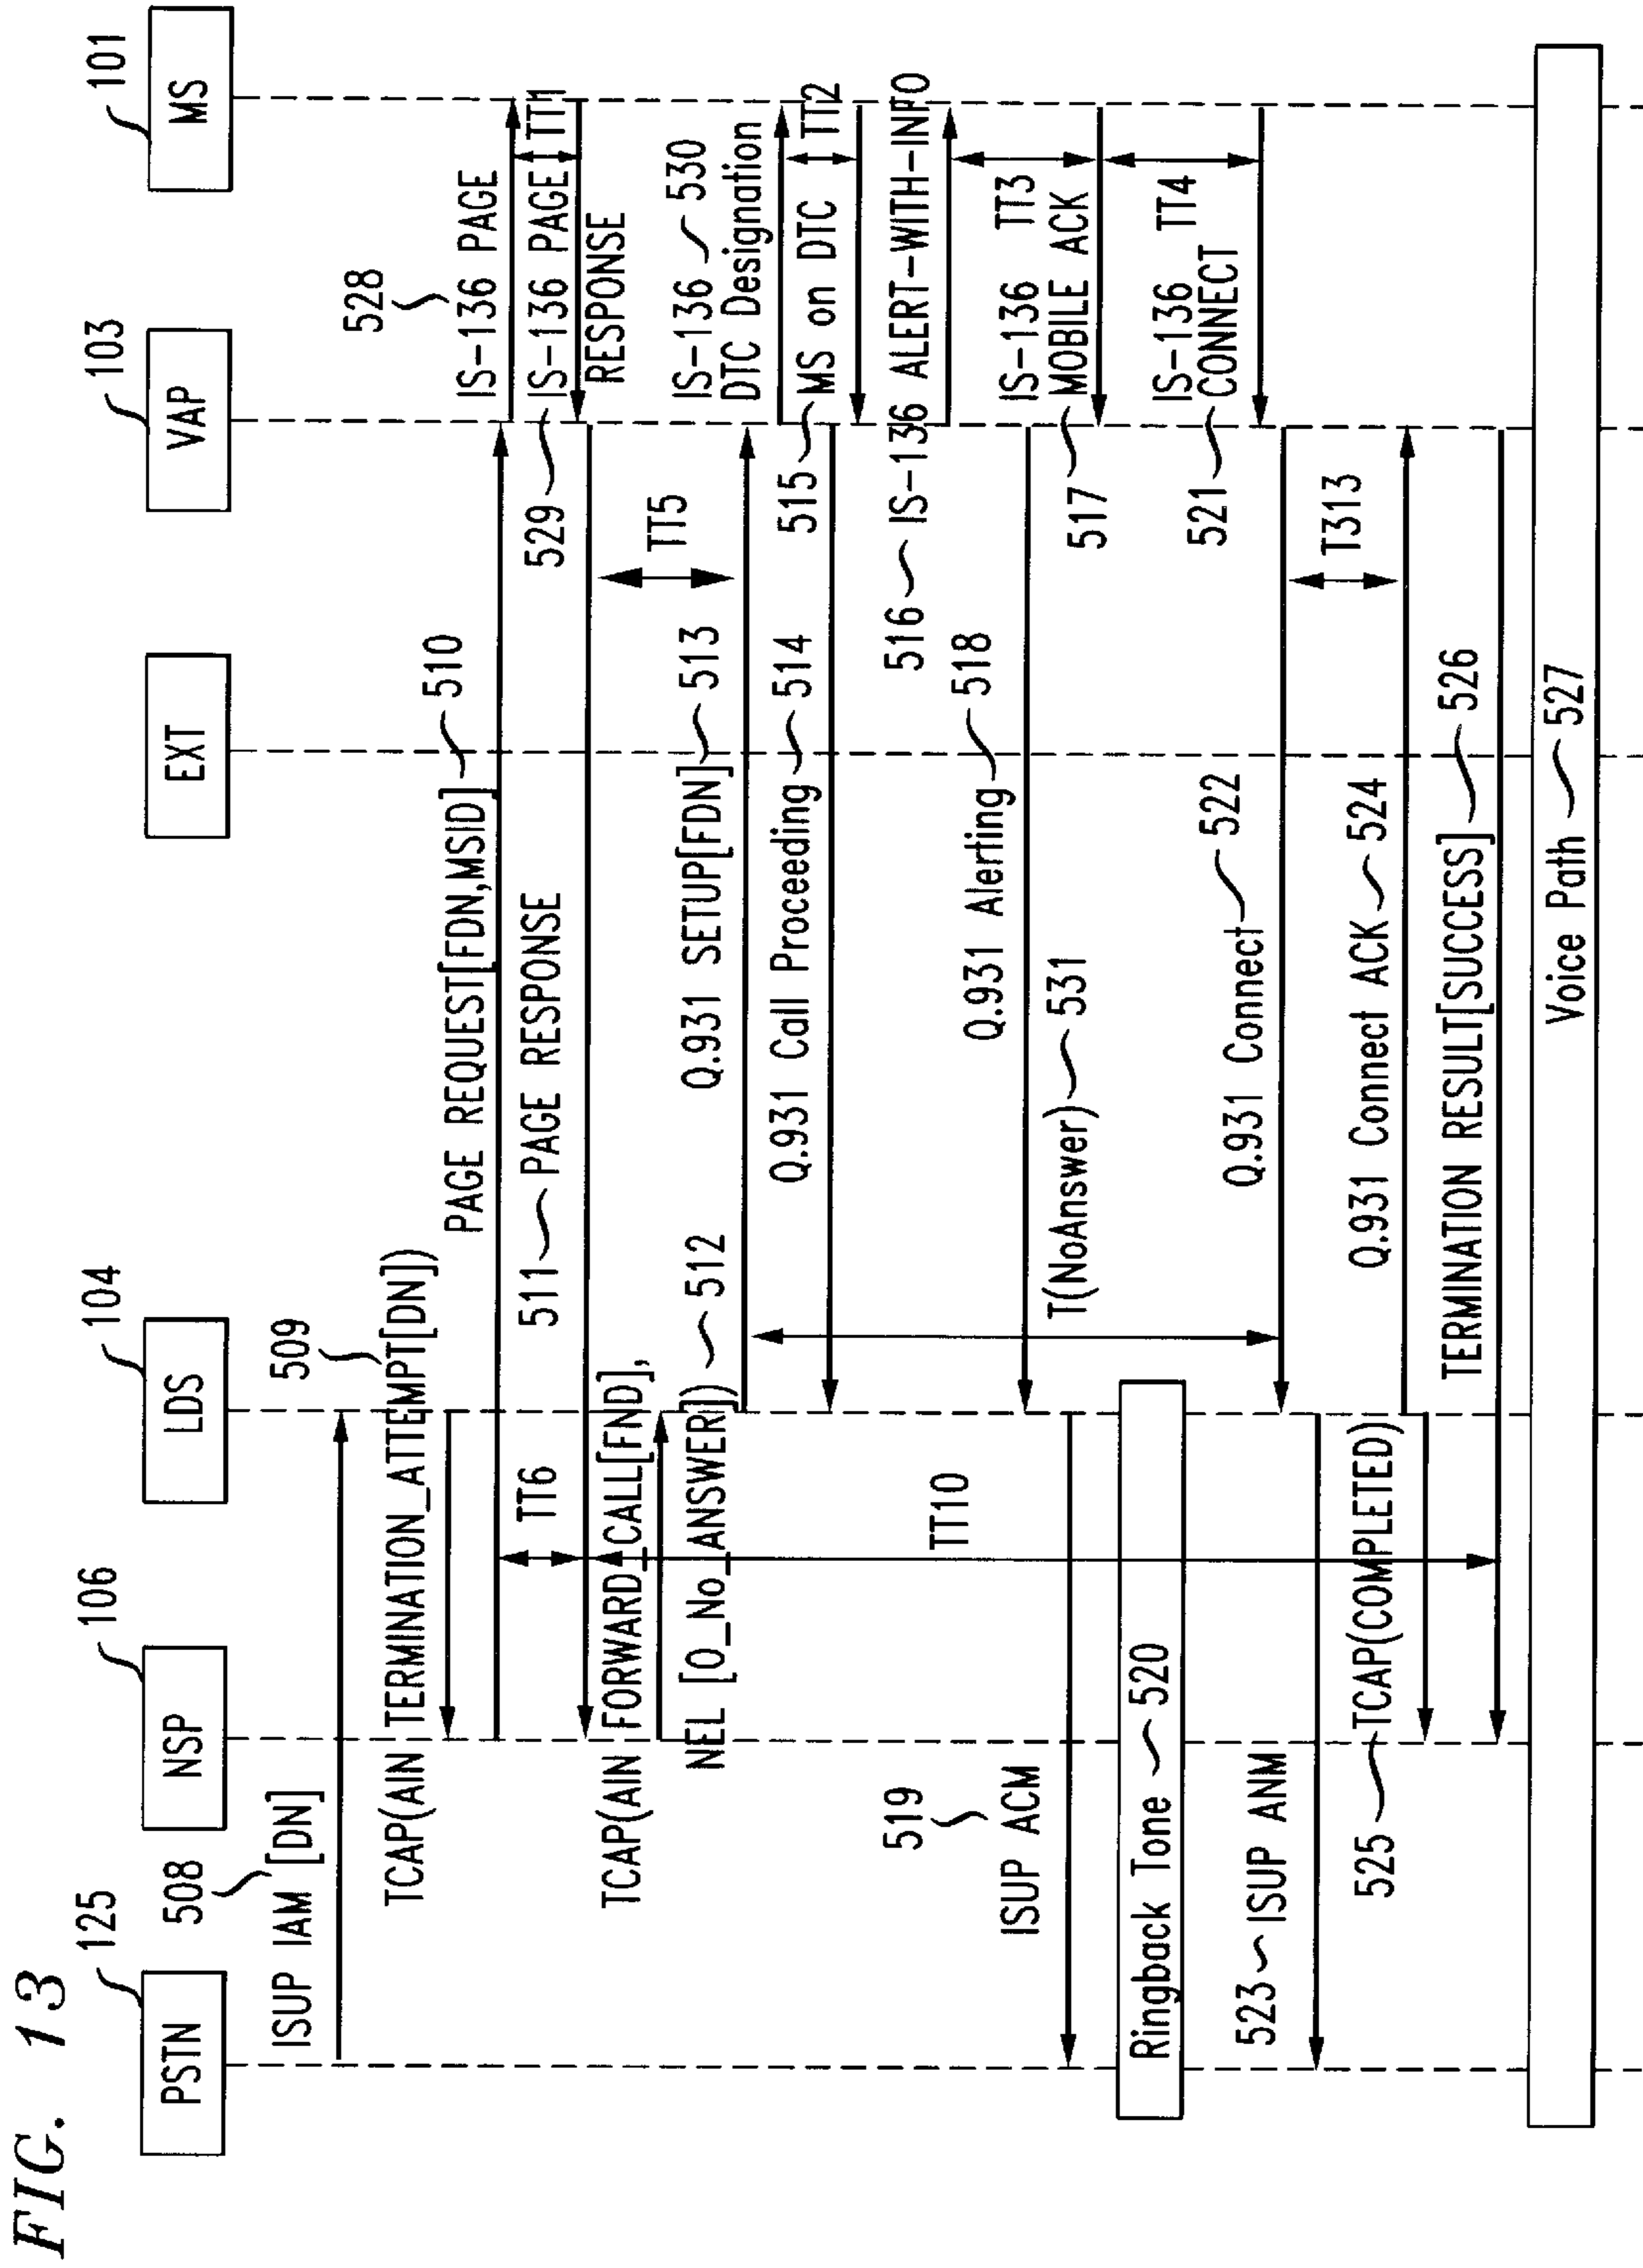 FIG. 13
125
106
104
103
101
PSTN
NSP
LDS
EXT
VAP
MS
508
ISUP IAM [DN]
509
TCAP(AIN TERMINATION_ATTEMPT[DN])
PAGE REQUEST[FDN,MSID]
510
528
IS-136 PAGE
TT6
511
PAGE RESPONSE
529
IS-136 PAGE
RESPONSE
TT1
TCAP(AIN FORWARD_CALL[FND],
NEL [O_No_ANSWER])
512
TT5
Q.931 SETUP[FDN]
513
IS-136
530
DTC Designation
Q.931 Call Proceeding
514
515
MS on DTC
TT2
516
IS-136 ALERT-WITH-INFO
TT10
Q.931 Alerting
518
519
ISUP ACM
T(NoAnswer)
531
517
IS-136
MOBILE ACK
TT3
Ringback Tone
520
521
IS-136
CONNECT
TT4
Q.931 Connect
522
523
ISUP ANM
T313
Q.931 Connect ACK
524
525
TCAP(COMPLETED)
TERMINATION RESULT[SUCCESS]
526
Voice Path
527